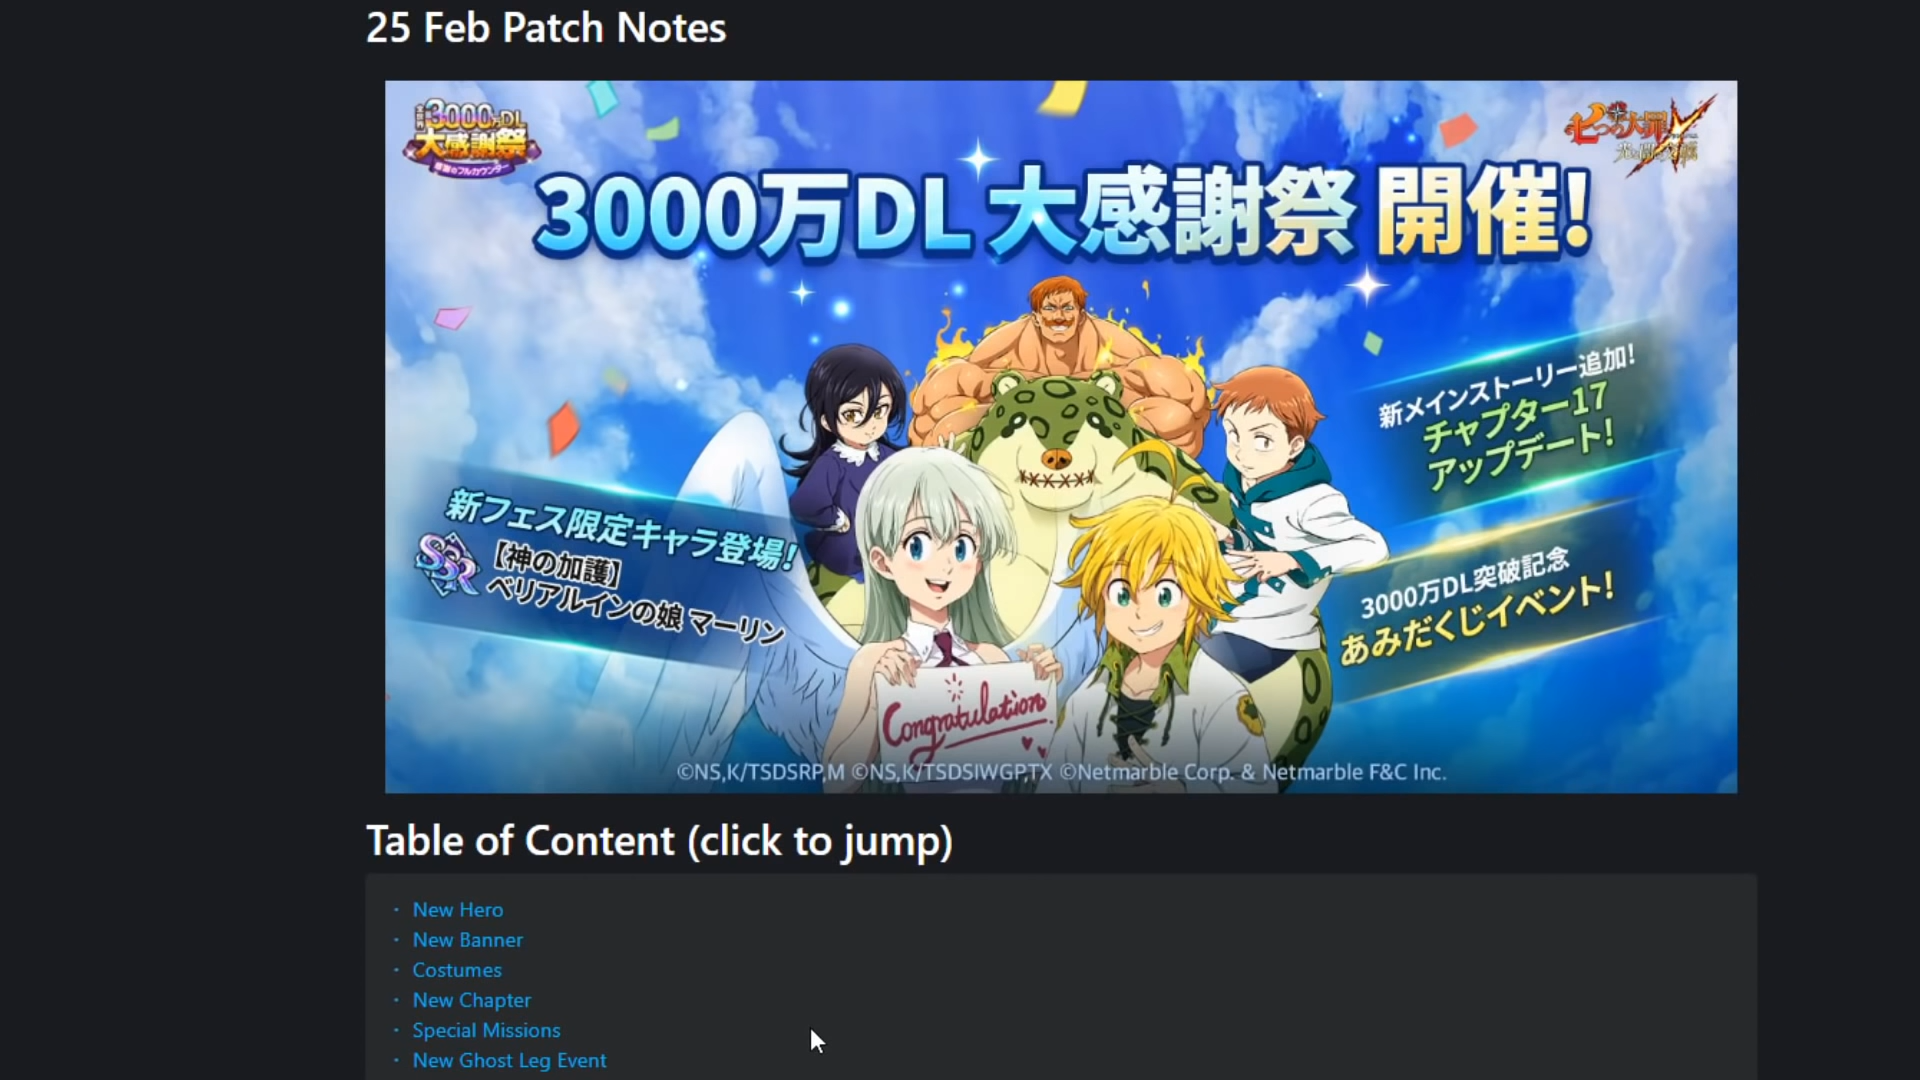 25 Feb Patch Notes
3000万DL
大感謝祭
七つの大罪
3000万DL 大感謝祭 開催!
新メインストーリー追加!
チャプター17
アップデート!
新フェス限定キャラ登場!
SSR
【神の加護】
ベリアルインの娘 マーリン
3000万DL突破記念
あみだくじイベント!
Congratulation
©NS,K/TSDSRP,M ©NS,K/TSDSIWGP,TX ©Netmarble Corp. & Netmarble F&C Inc.
Table of Content (click to jump)
· New Hero
· New Banner
· Costumes
· New Chapter
· Special Missions
· New Ghost Leg Event